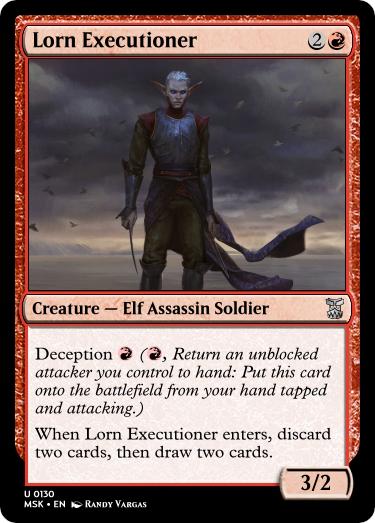 Lorn Executioner 2
Creature — Elf Assassin Soldier
Deception (, Return an unblocked
attacker you control to hand: Put this card
onto the battlefield from your hand tapped
and attacking.)
When Lorn Executioner enters, discard
two cards, then draw two cards.
3/2
U 0130
MSK • EN RANDY VARGAS